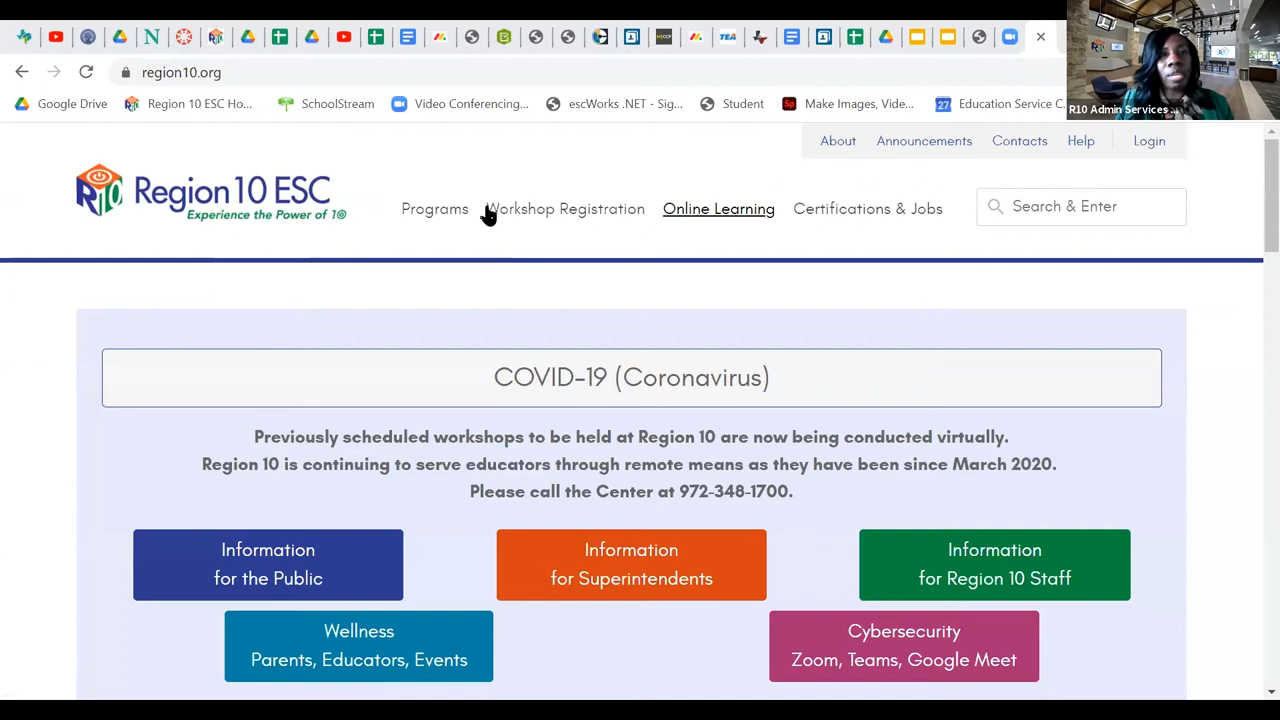 region10.org
Google Drive
Region 10 ESC Ho...
SchoolStream
Video Conferencing...
escWorks .NET - Sig...
Student
Sp
Make Images, Vide...
27
Education Service C
R10 Admin Services ...
About
Announcements
Contacts
Help
Login
R10
Region 10 ESC
Experience the Power of 10
Programs
Workshop Registration
Online Learning
Certifications & Jobs
Search & Enter
COVID-19 (Coronavirus)
Previously scheduled workshops to be held at Region 10 are now being conducted virtually.
Region 10 is continuing to serve educators through remote means as they have been since March 2020.
Please call the Center at 972-348-1700.
Information
for the Public
Information
for Superintendents
Information
for Region 10 Staff
Wellness
Parents, Educators, Events
Cybersecurity
Zoom, Teams, Google Meet